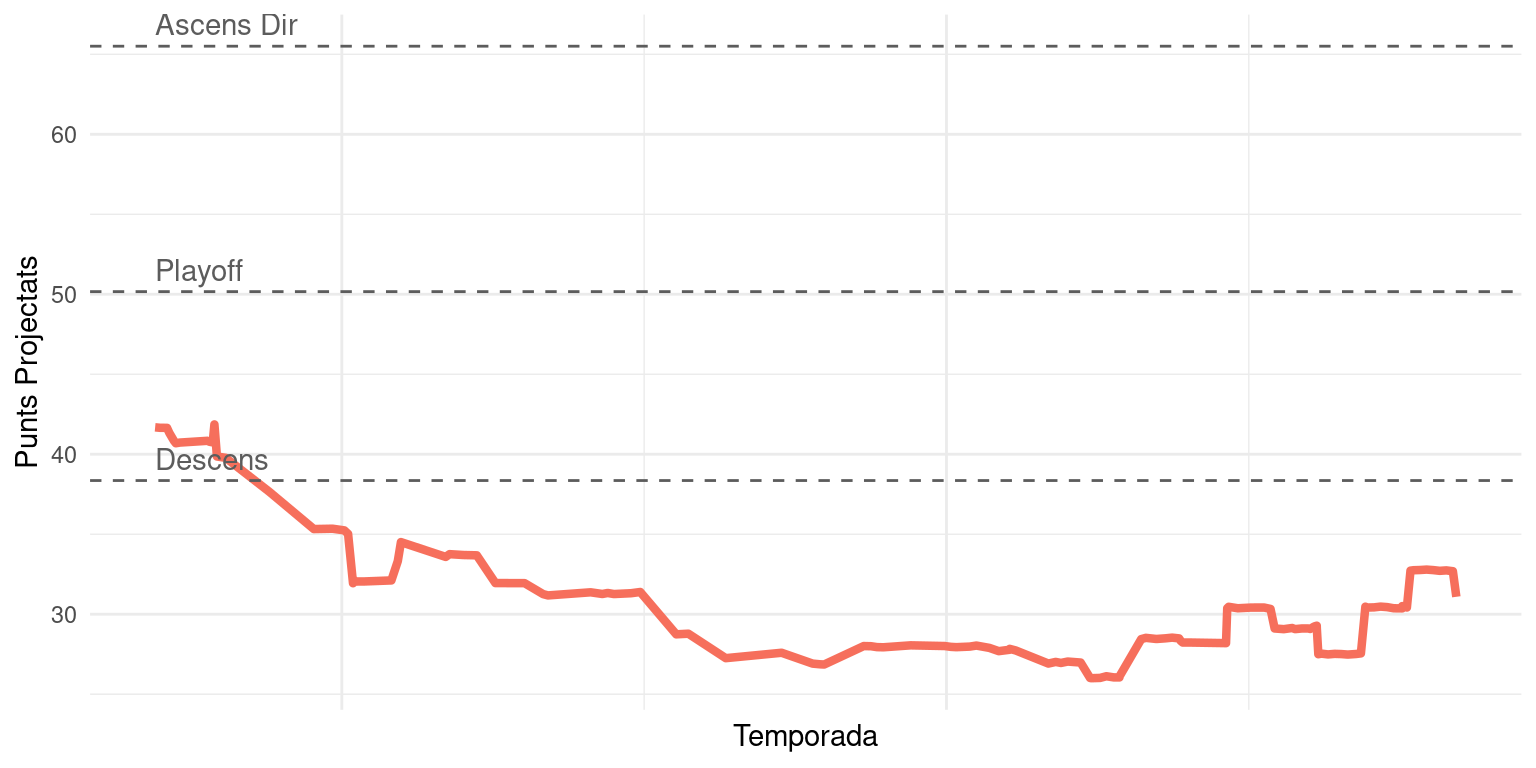 Ascens Dir
60
Playoff
50
Punts Projectats
40
Descens
30
Temporada